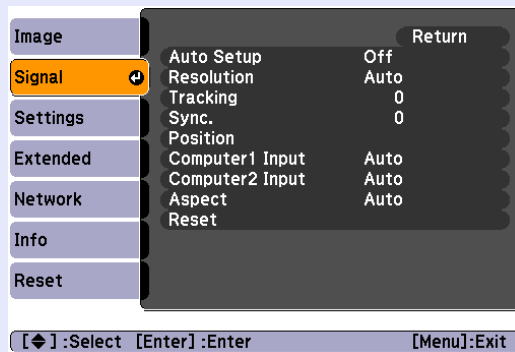 Image
Signal
Settings
Extended
Network
Info
Reset
Return
Auto Setup Off
Resolution Auto
Tracking 0
Sync. 0
Position
Computer1 Input Auto
Computer2 Input Auto
Aspect Auto
Reset
[◆] :Select [Enter] :Enter [Menu]:Exit